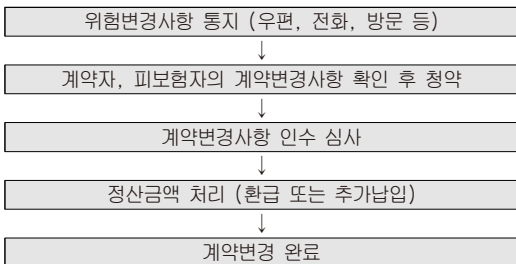 위험변경사항 통지 (우편, 전화, 방문 등)
↓
계약자, 피보험자의 계약변경사항 확인 후 청약
↓
계약변경사항 인수 심사
↓
정산금액 처리 (환급 또는 추가납입)
↓
계약변경 완료